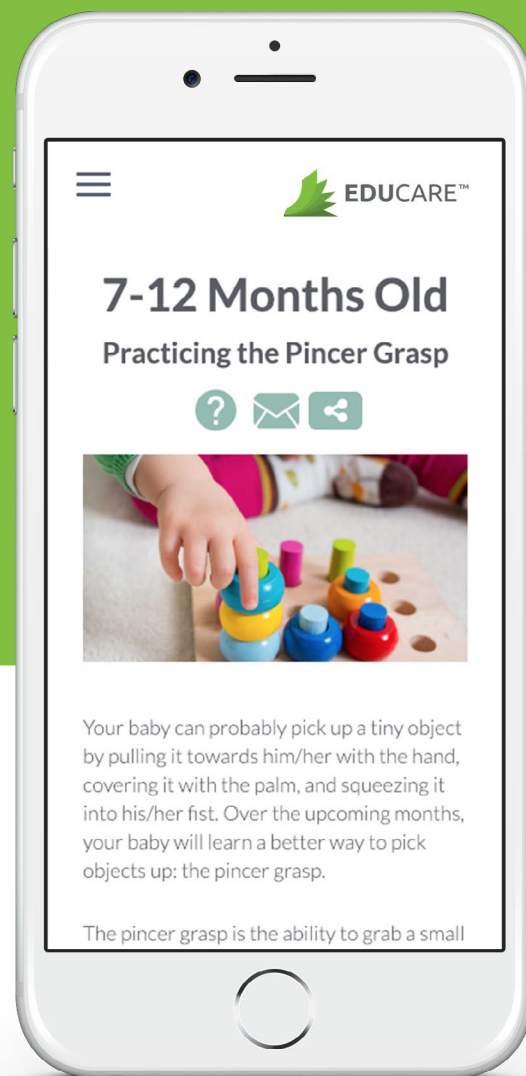 EDUCARE™
7-12 Months Old
Practicing the Pincer Grasp
?
Your baby can probably pick up a tiny object
by pulling it towards him/her with the hand,
covering it with the palm, and squeezing it
into his/her fist. Over the upcoming months,
your baby will learn a better way to pick
objects up: the pincer grasp.
The pincer grasp is the ability to grab a small